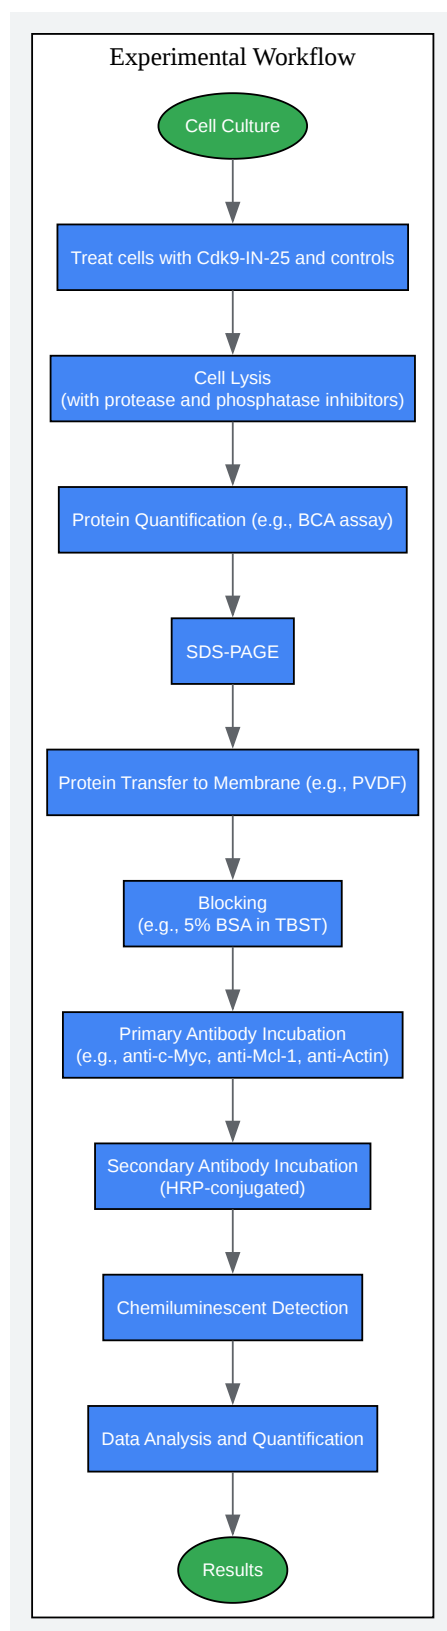 Experimental Workflow
Cell Culture
Treat cells with Cdk9-IN-25 and controls
Cell Lysis
(with protease and phosphatase inhibitors)
Protein Quantification (e.g., BCA assay)
SDS-PAGE
Protein Transfer to Membrane (e.g., PVDF)
Blocking
(e.g., 5% BSA in TBST)
Primary Antibody Incubation
(e.g., anti-c-Myc, anti-Mcl-1, anti-Actin)
Secondary Antibody Incubation
(HRP-conjugated)
Chemiluminescent Detection
Data Analysis and Quantification
Results